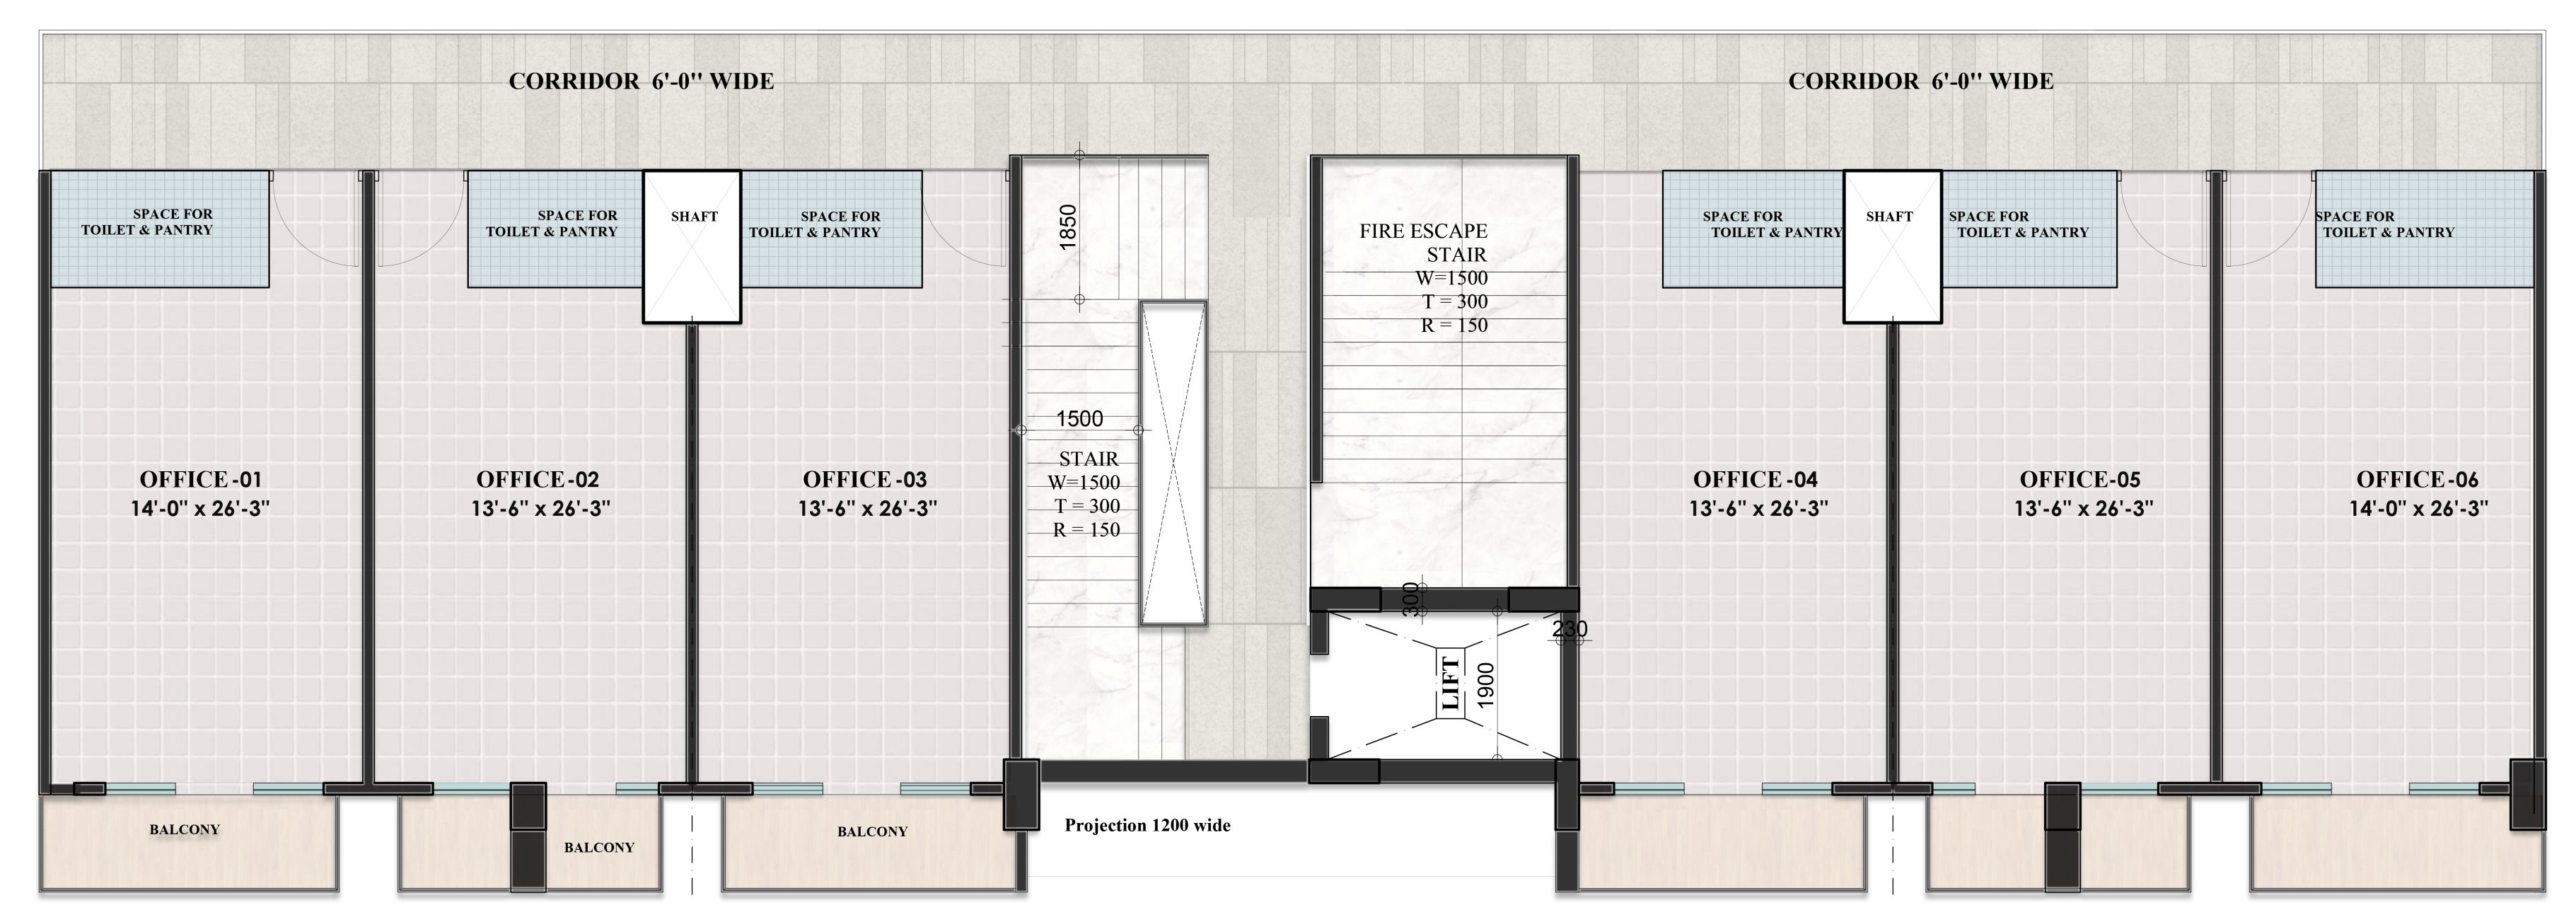 CORRIDOR 6'-0" WIDE
CORRIDOR 6'-0" WIDE
SPACE FOR
TOILET & PANTRY
SPACE FOR
TOILET & PANTRY
SHAFT
SPACE FOR
TOILET & PANTRY
1850
FIRE ESCAPE
STAIR
W=1500
T = 300
R = 150
SPACE FOR
TOILET & PANTRY
SHAFT
SPACE FOR
TOILET & PANTRY
SPACE FOR
TOILET & PANTRY
OFFICE-01
14'-0" x 26'-3"
OFFICE-02
13'-6" x 26'-3"
OFFICE-03
13'-6" x 26'-3"
1500
STAIR
W=1500
T = 300
R = 150
OFFICE-04
13'-6" x 26'-3"
OFFICE-05
13'-6" x 26'-3"
OFFICE-06
14'-0" x 26'-3"
300
230
LIFT
1900
BALCONY
BALCONY
BALCONY
Projection 1200 wide